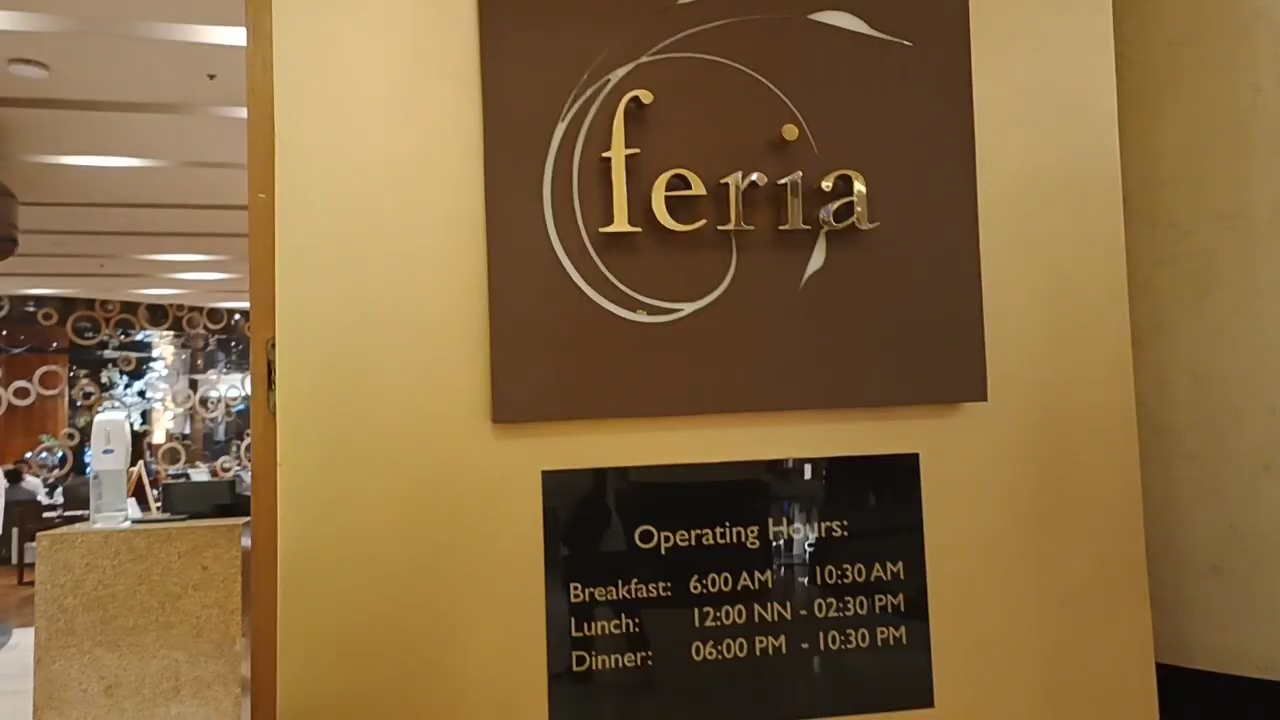 feria
Operating Hours:
Breakfast: 6:00 AM 10:30 AM
Lunch: 12:00 NN - 02:30 PM
Dinner: 06:00 PM - 10:30 PM